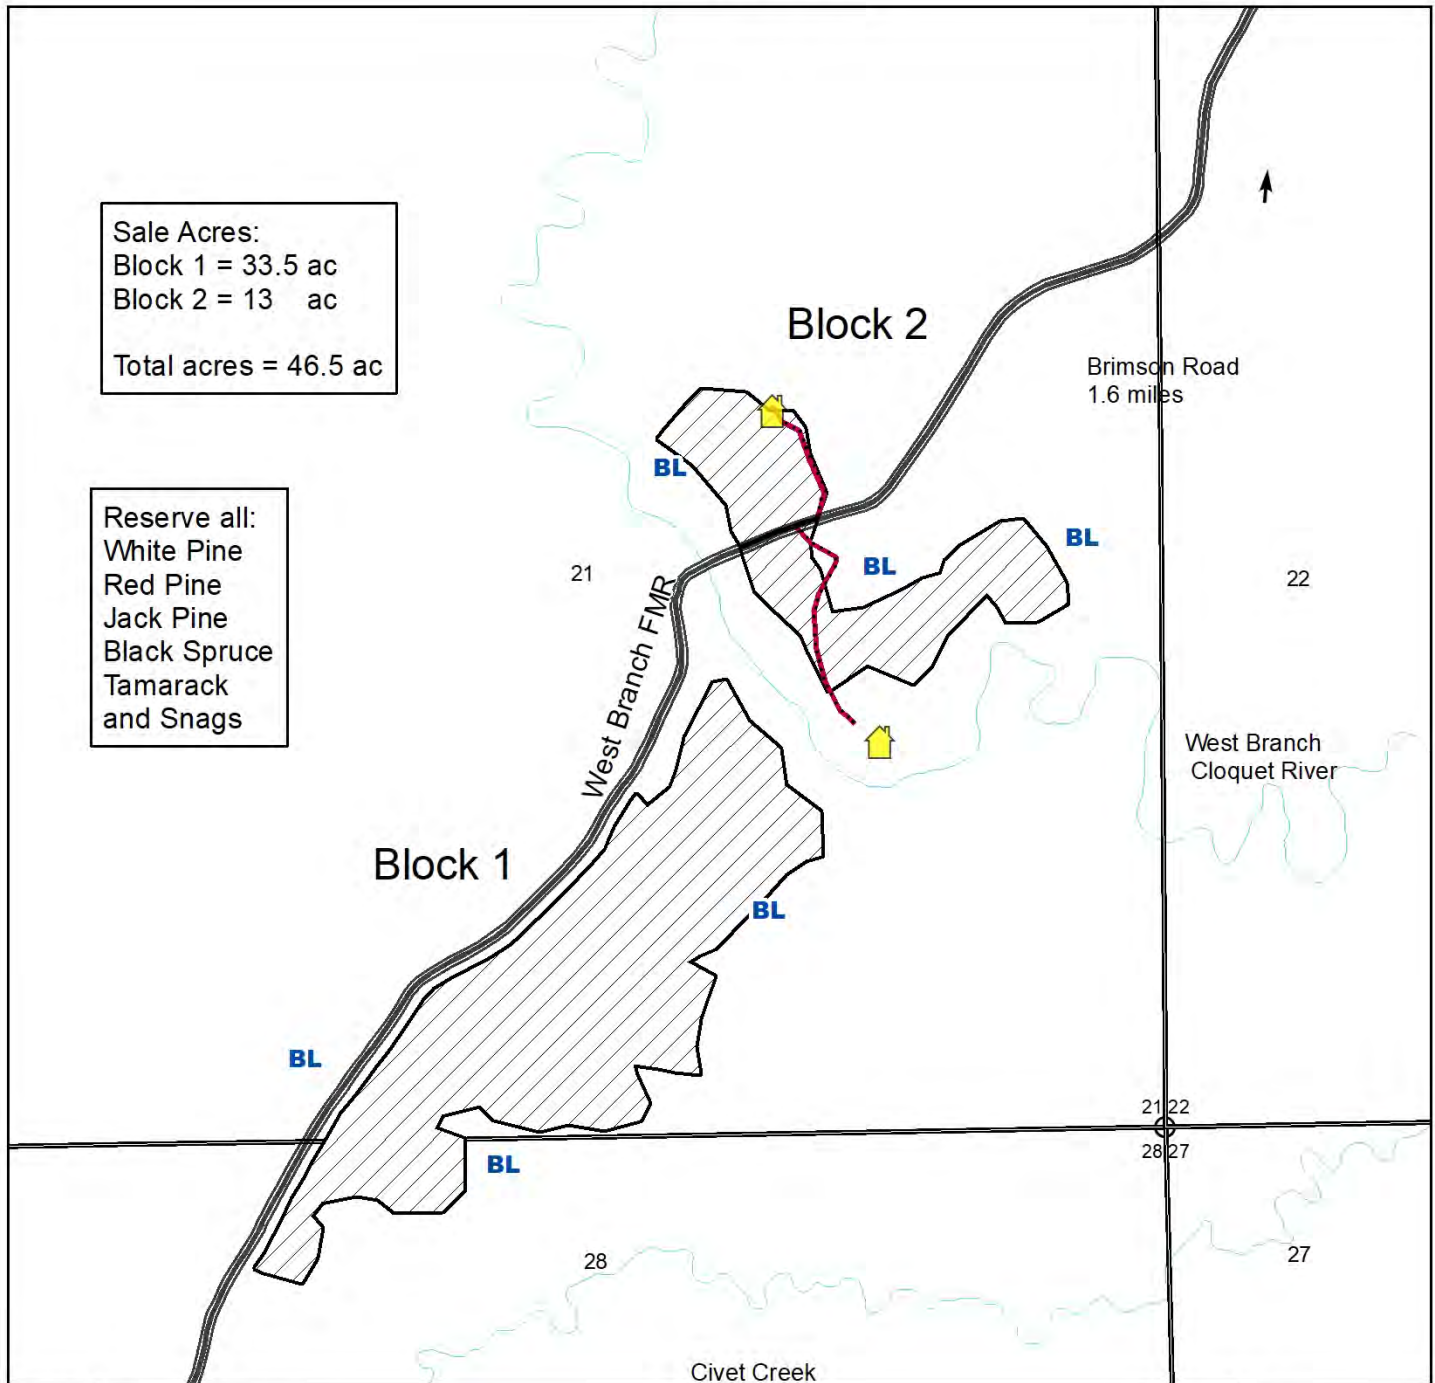 Sale Acres:
Block 1 = 33.5 ac
Block 2 = 13 ac
Total acres = 46.5 ac
Block 2
Brimson Road
1.6 miles
BL
Reserve all:
White Pine
Red Pine
Jack Pine
Black Spruce
Tamarack
and Snags
BL
BL
21
22
West Branch FMR
West Branch
Cloquet River
Block 1
BL
BL
21 22
28 27
BL
28
27
Civet Creek